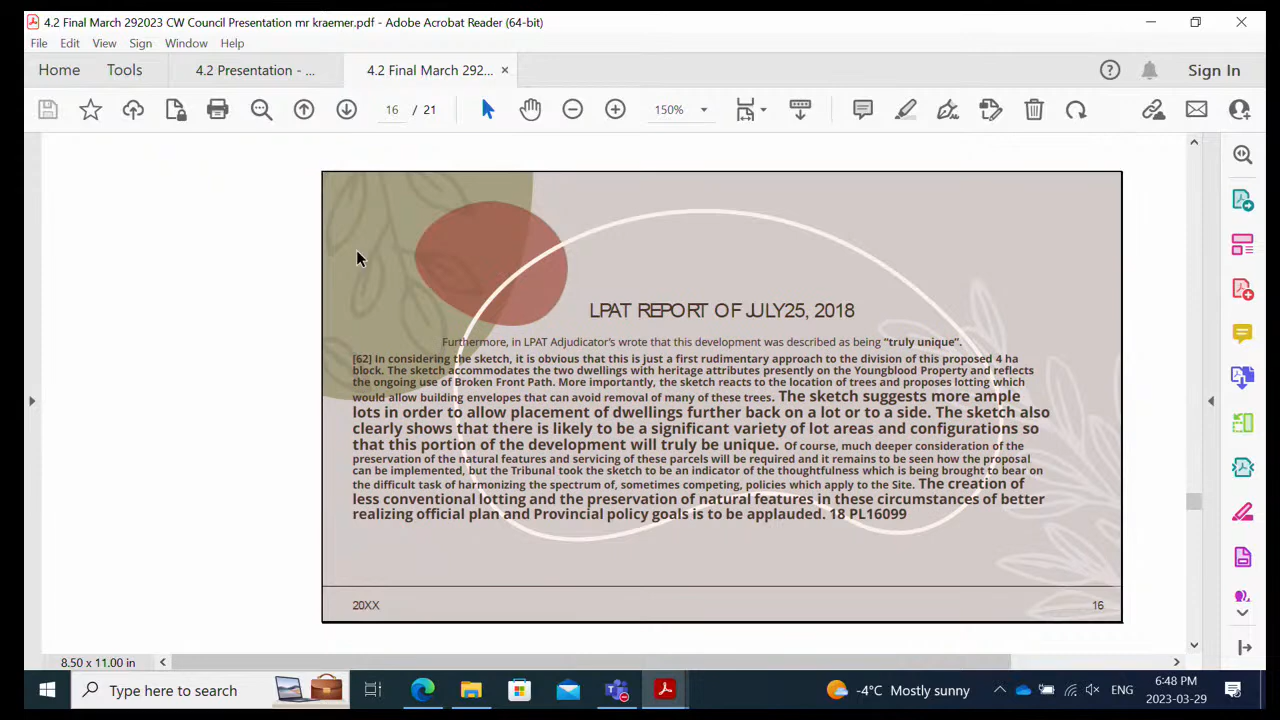 4.2 Final March 292023 CW Council Presentation mr kraemer.pdf - Adobe Acrobat Reader (64-bit)
File Edit View Sign Window Help
Home Tools 4.2 Presentation - ... 4.2 Final March 292... × Sign In
16 / 21 150%
LPAT REPORT OF JULY25, 2018
Furthermore, in LPAT Adjudicator's wrote that this development was described as being "truly unique".
[62] In considering the sketch, it is obvious that this is just a first rudimentary approach to the division of this proposed 4 ha
block. The sketch accommodates the two dwellings with heritage attributes presently on the Youngblood Property and reflects
the ongoing use of Broken Front Path. More importantly, the sketch reacts to the location of trees and proposes lotting which
would allow building envelopes that can avoid removal of many of these trees. The sketch suggests more ample
lots in order to allow placement of dwellings further back on a lot or to a side. The sketch also
clearly shows that there is likely to be a significant variety of lot areas and configurations so
that this portion of the development will truly be unique. Of course, much deeper consideration of the
preservation of the natural features and servicing of these parcels will be required and it remains to be seen how the proposal
can be implemented, but the Tribunal took the sketch to be an indicator of the thoughtfulness which is being brought to bear on
the difficult task of harmonizing the spectrum of, sometimes competing, policies which apply to the Site. The creation of
less conventional lotting and the preservation of natural features in these circumstances of better
realizing official plan and Provincial policy goals is to be applauded. 18 PL16099
20XX 16
8.50 x 11.00 in
Type here to search -4°C Mostly sunny ENG 6:48 PM
2023-03-29